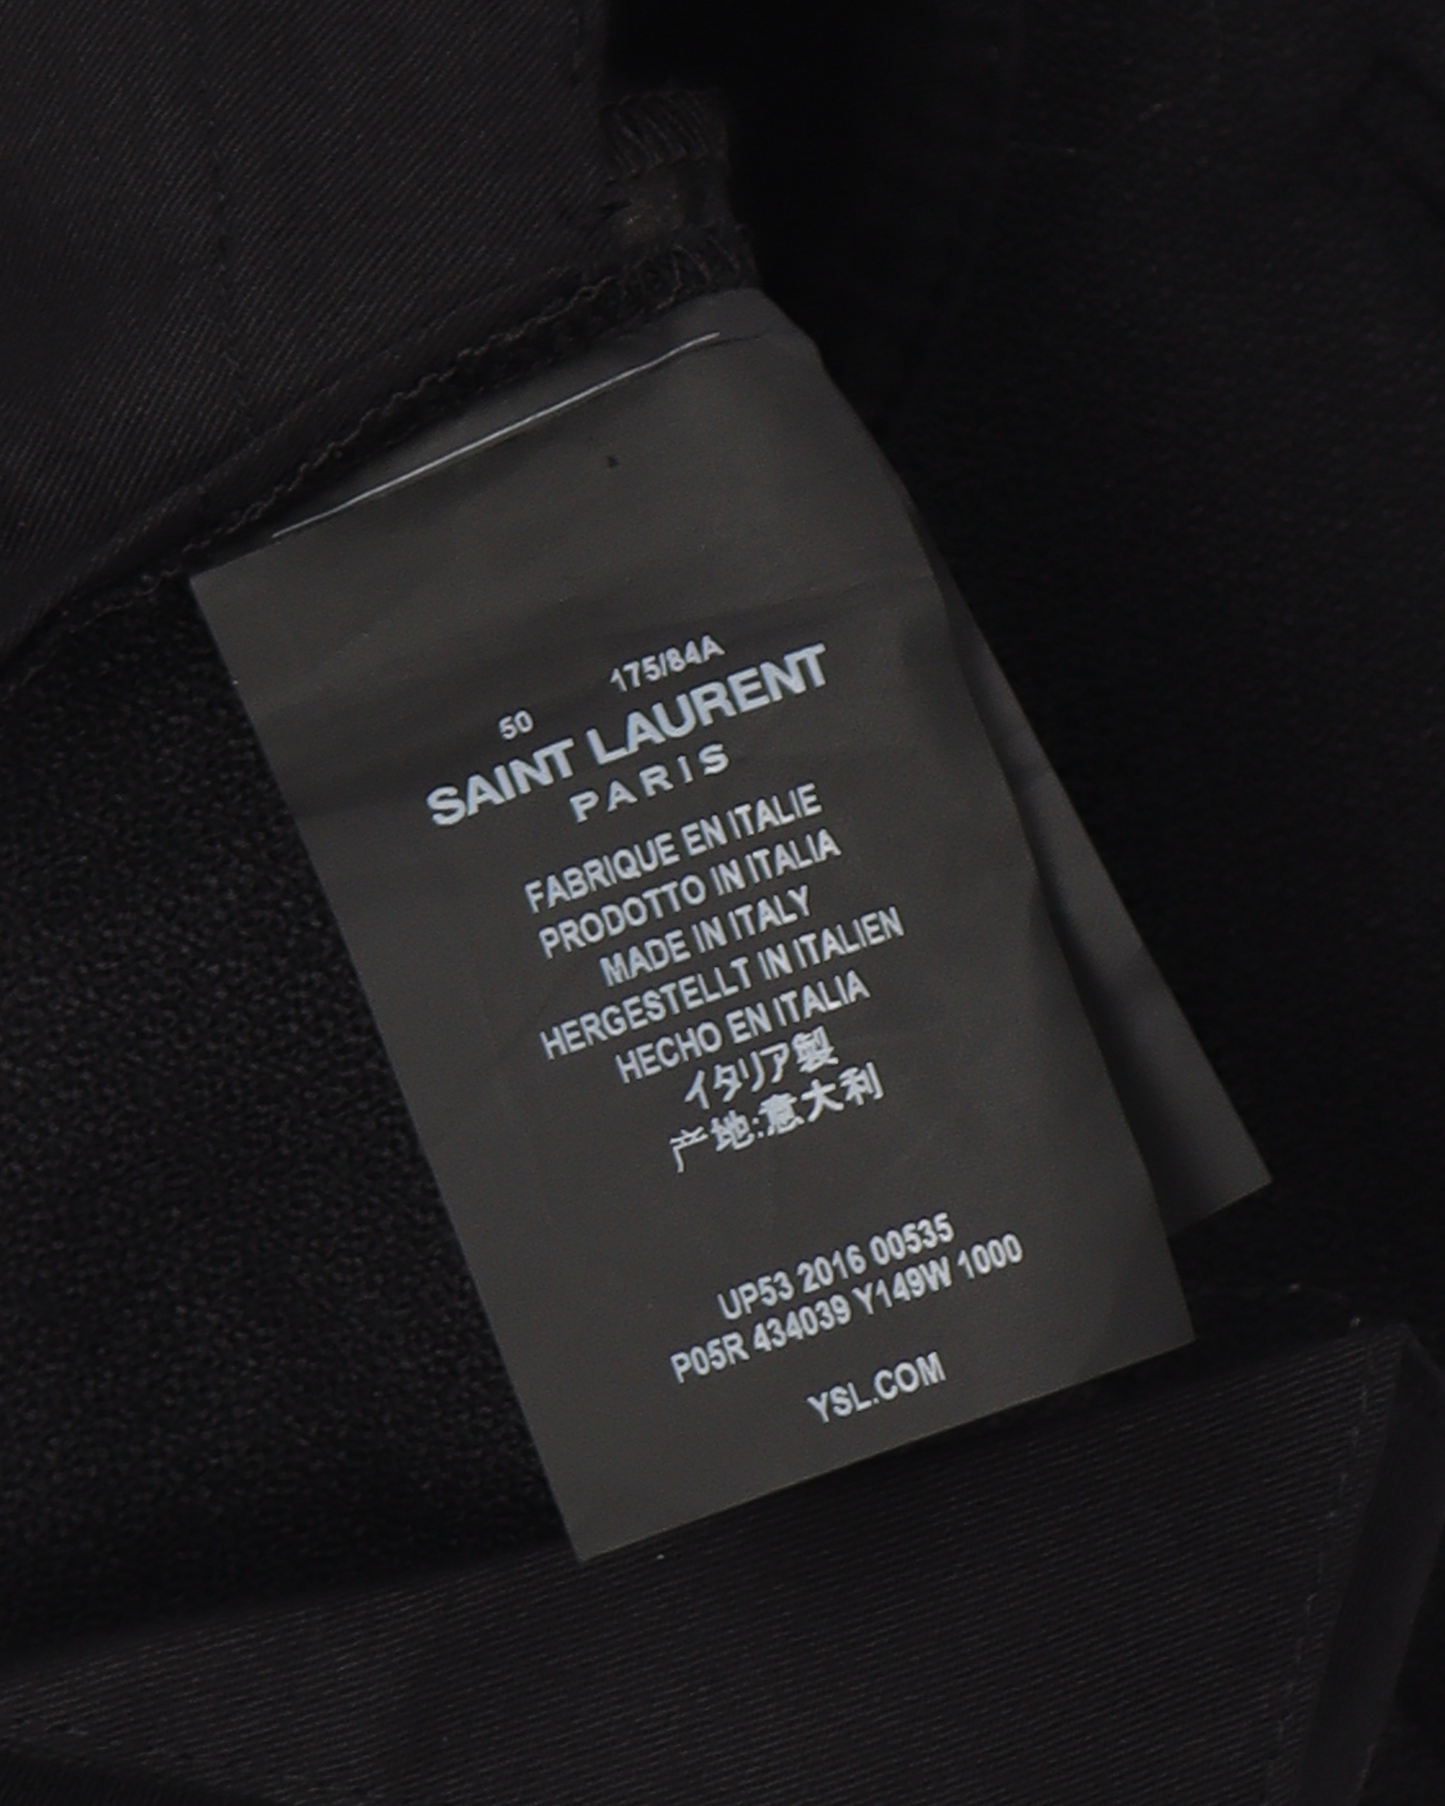 50 175/84A
SAINT LAURENT
PARIS
FABRIQUE EN ITALIE
PRODOTTO IN ITALIA
MADE IN ITALY
HERGESTELLT IN ITALIEN
HECHO EN ITALIA
イタリア製
产地:意大利
UP53 2016 00535
P05R 434039 Y149W 1000
YSL.COM